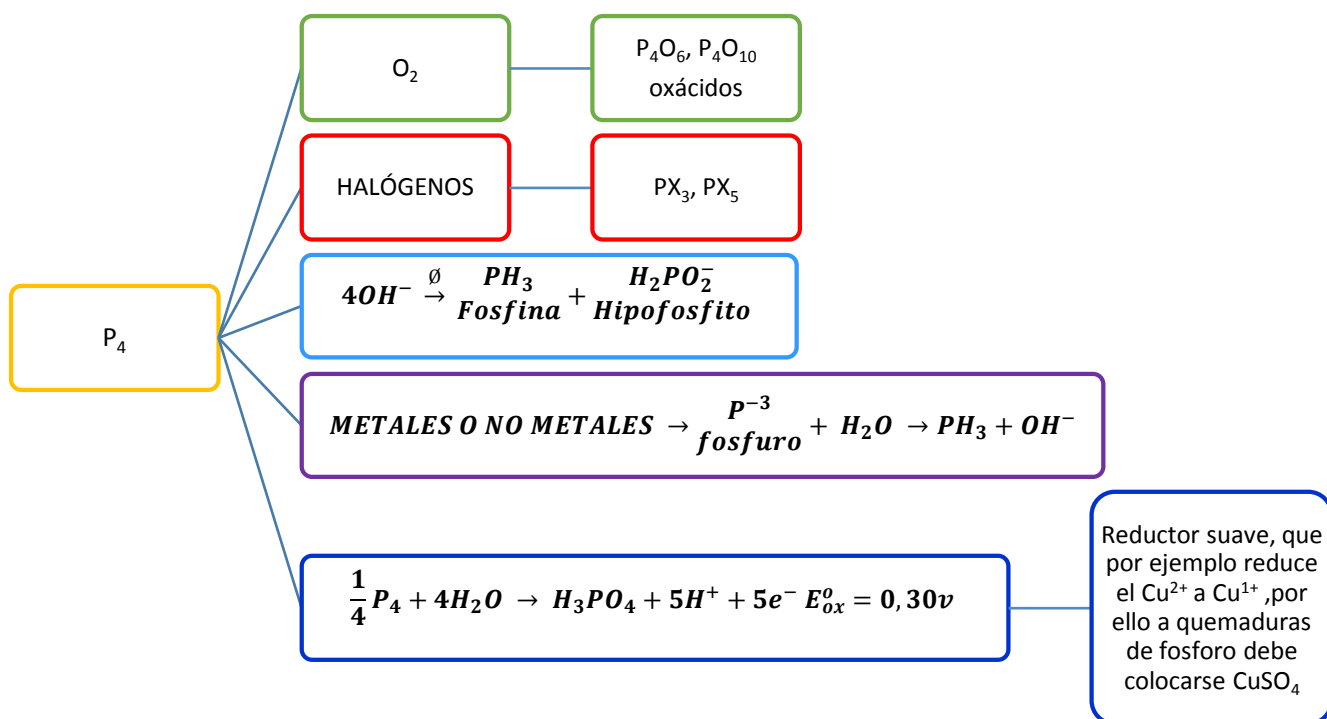 P₄
O₂
P₄O₆, P₄O₁₀
oxácidos
HALÓGENOS
PX₃, PX₅
4OH⁻ →^ø PH₃ + H₂PO₂⁻
Fosfina Hipofosfito
METALES O NO METALES → P⁻³ + H₂O → PH₃ + OH⁻
fosfuro
1/4 P₄ + 4H₂O → H₃PO₄ + 5H⁺ + 5e⁻ E°ₒₓ = 0,30v
Reductor suave, que
por ejemplo reduce
el Cu²⁺ a Cu¹⁺ ,por
ello a quemaduras
de fosforo debe
colocarse CuSO₄